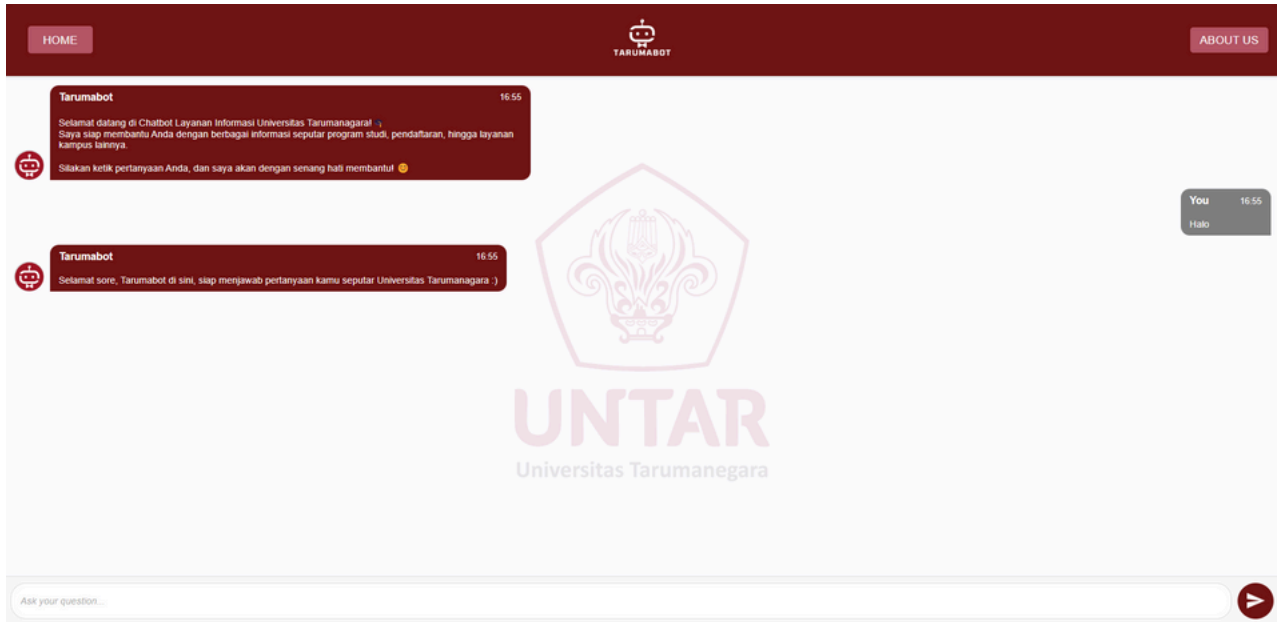 HOME
TARUMABOT
ABOUT US
Tarumabot 16:55
Selamat datang di Chatbot Layanan Informasi Universitas Tarumanagara!
Saya siap membantu Anda dengan berbagai informasi seputar program studi, pendaftaran, hingga layanan
kampus lainnya.
Silakan ketik pertanyaan Anda, dan saya akan dengan senang hati membantu! 😊
You 16:55
Halo
Tarumabot 16:55
Selamat sore, Tarumabot di sini, siap menjawab pertanyaan kamu seputar Universitas Tarumanagara :)
UNTAR
Universitas Tarumanegara
Ask your question...